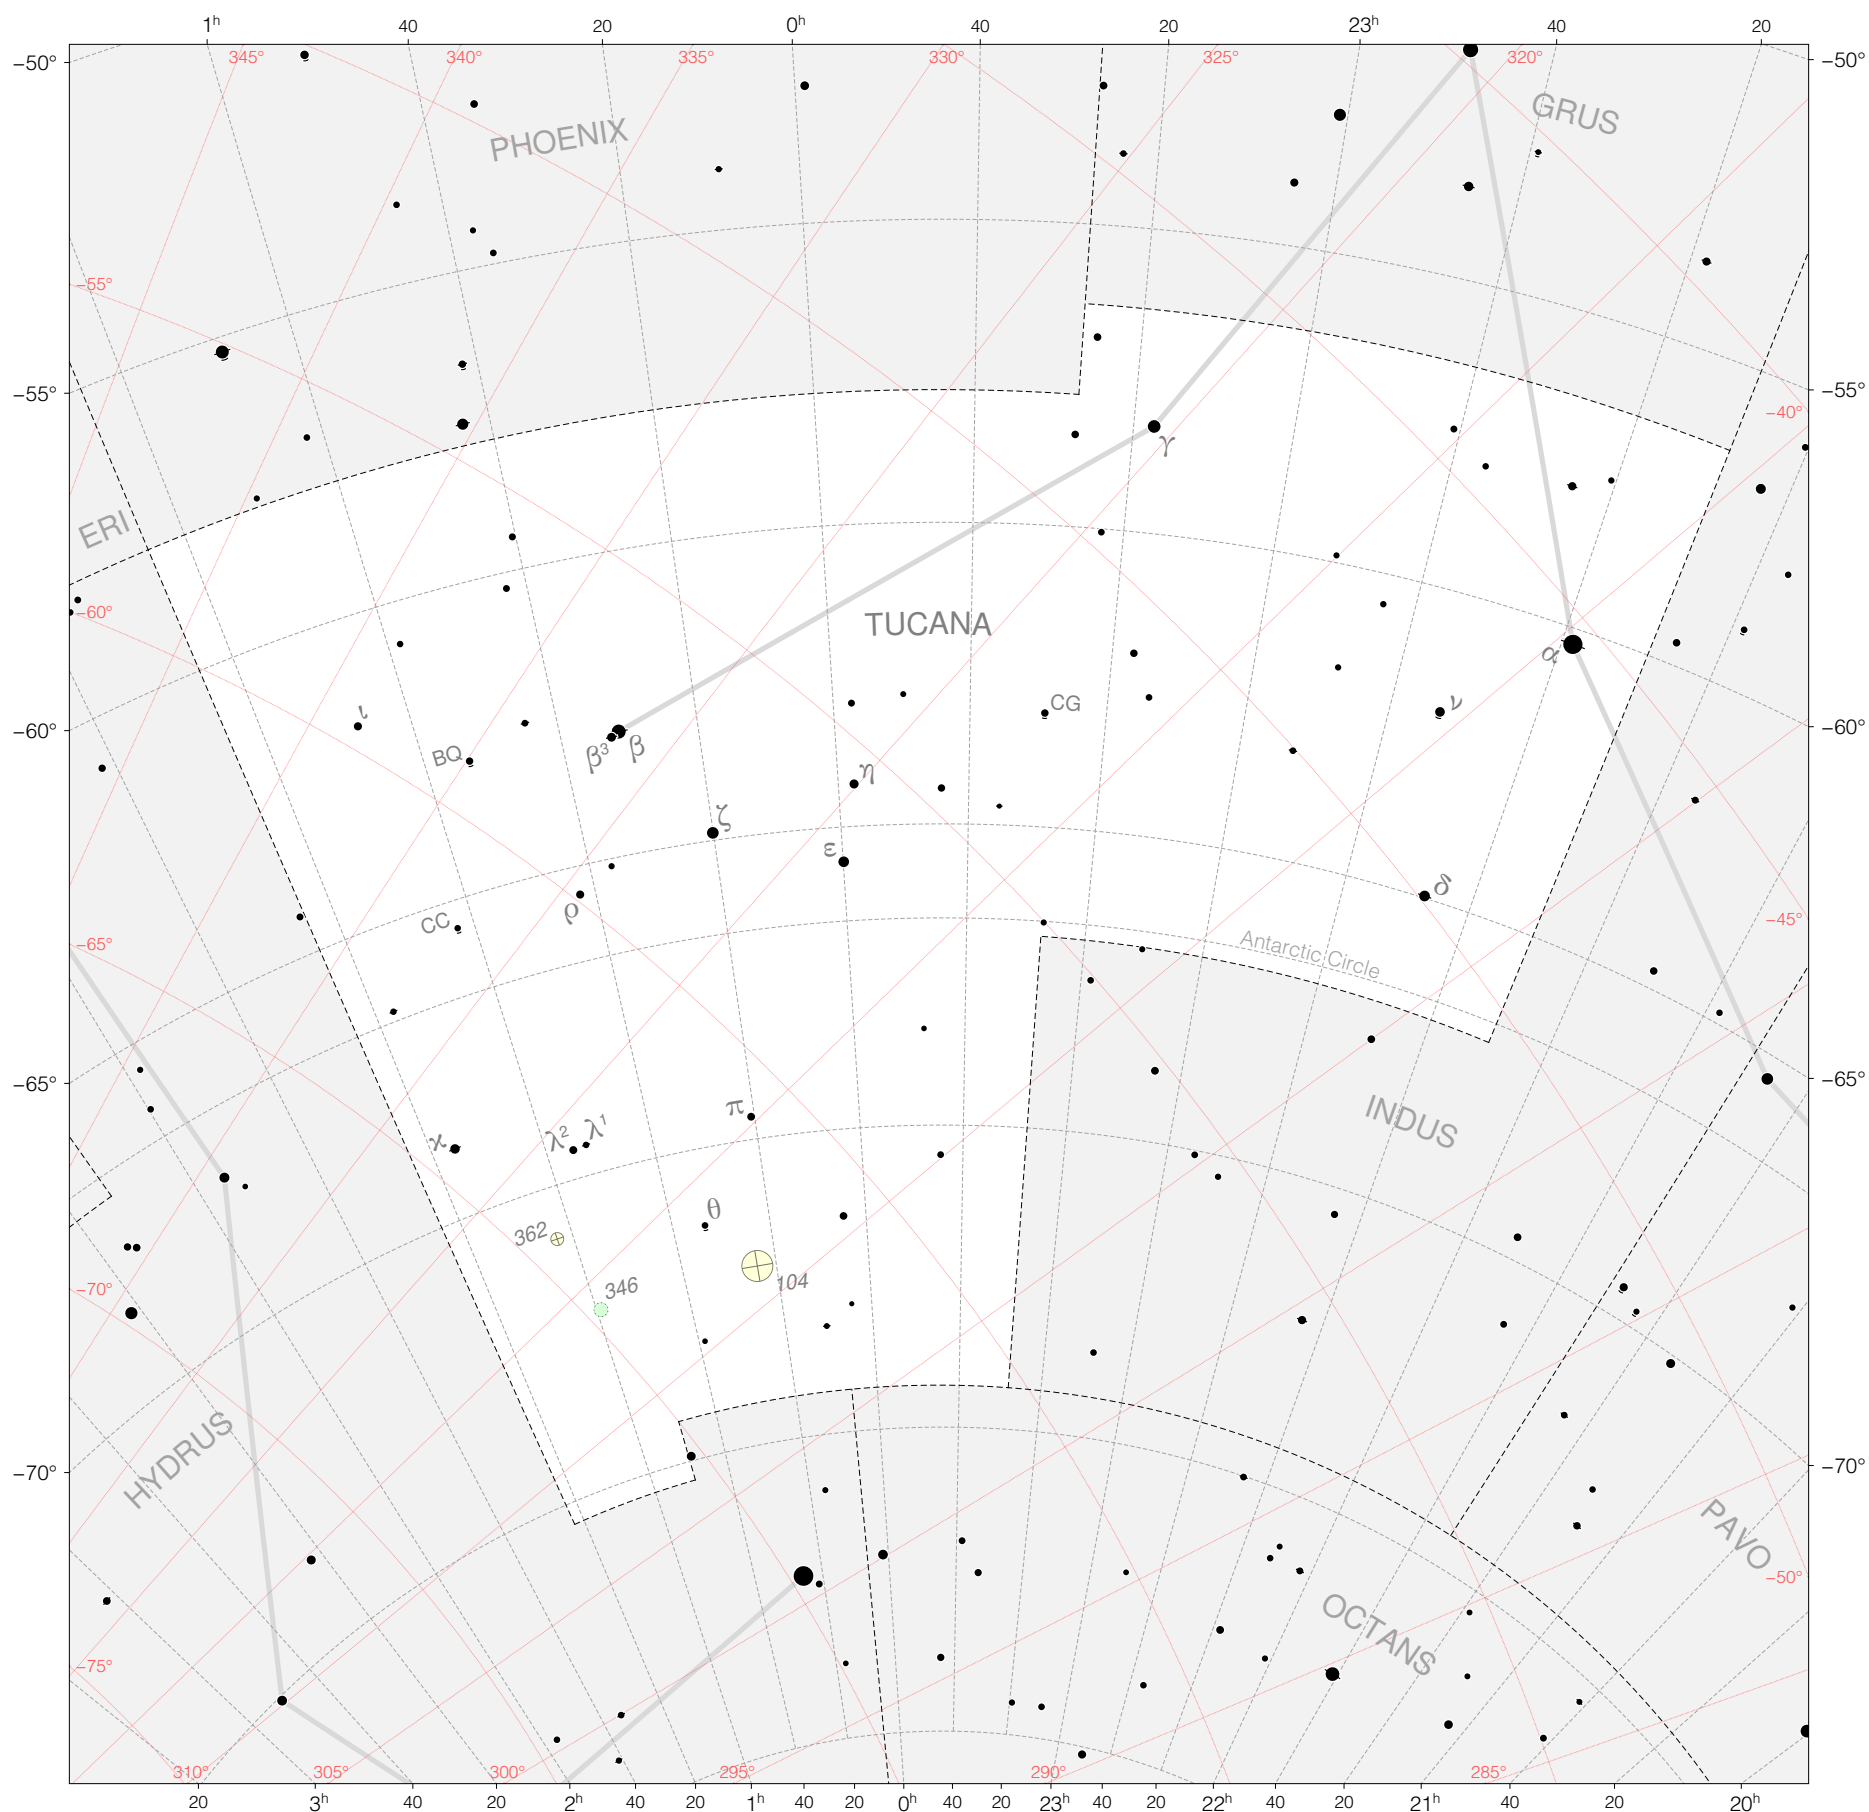 1h 40 20 0h 40 20 23h 40 20
−50° 345° 340° 335° 330° 325° 320° −50°
GRUS
PHOENIX
−55°
−55° −55°
−40°
γ
ERI
−60°
TUCANA
α
ι CG ν
−60° BQ β³ β −60°
η
ζ
ε
δ
CC ρ −45°
−65° Antarctic Circle
−65° −65°
π INDUS
ϰ λ² λ¹
θ
362
−70° 346 104
HYDRUS
−70° −70°
PAVO
−50°
OCTANS
−75°
310° 305° 300° 295° 290° 285°
20 3h 40 20 2h 40 20 1h 40 20 0h 40 20 23h 40 20 22h 40 20 21h 40 20 20h